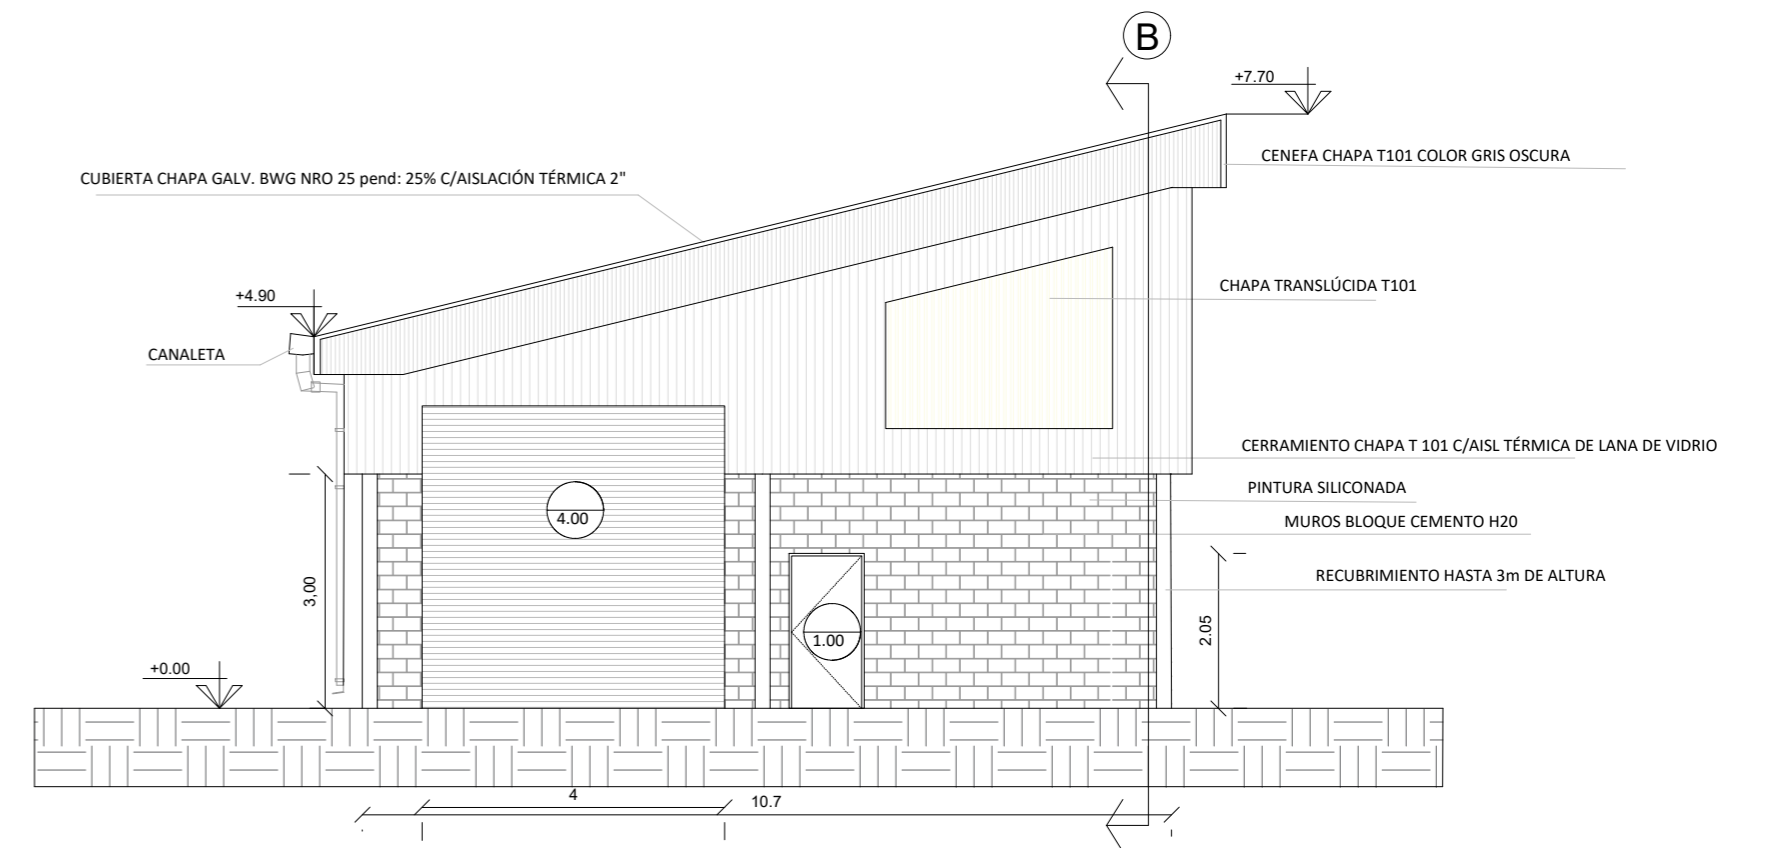 B
+7.70
CENEFA CHAPA T101 COLOR GRIS OSCURA
CUBIERTA CHAPA GALV. BWG NRO 25 pend: 25% C/AISLACIÓN TÉRMICA 2"
CHAPA TRANSLÚCIDA T101
+4.90
CANALETA
CERRAMIENTO CHAPA T 101 C/AISL TÉRMICA DE LANA DE VIDRIO
PINTURA SILICONADA
4.00
MUROS BLOQUE CEMENTO H20
RECUBRIMIENTO HASTA 3m DE ALTURA
3,00
2.05
1.00
+0.00
4
10.7